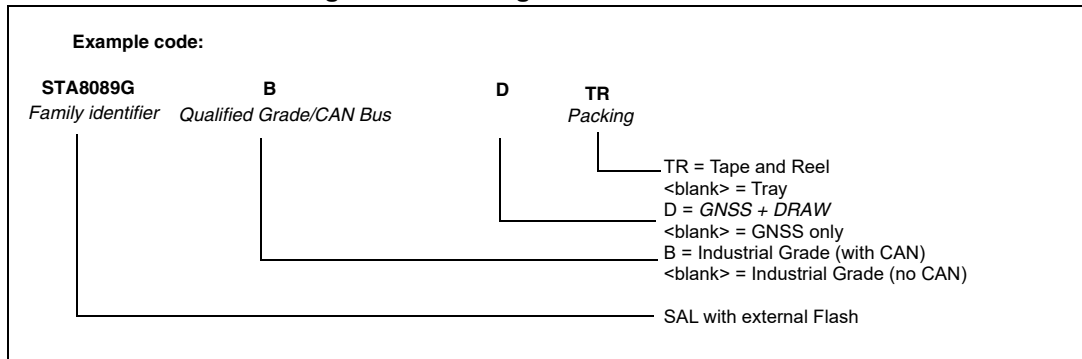 Example code:
STA8089G B D TR
Family identifier Qualified Grade/CAN Bus Packing
TR = Tape and Reel
<blank> = Tray
D = GNSS + DRAW
<blank> = GNSS only
B = Industrial Grade (with CAN)
<blank> = Industrial Grade (no CAN)
SAL with external Flash